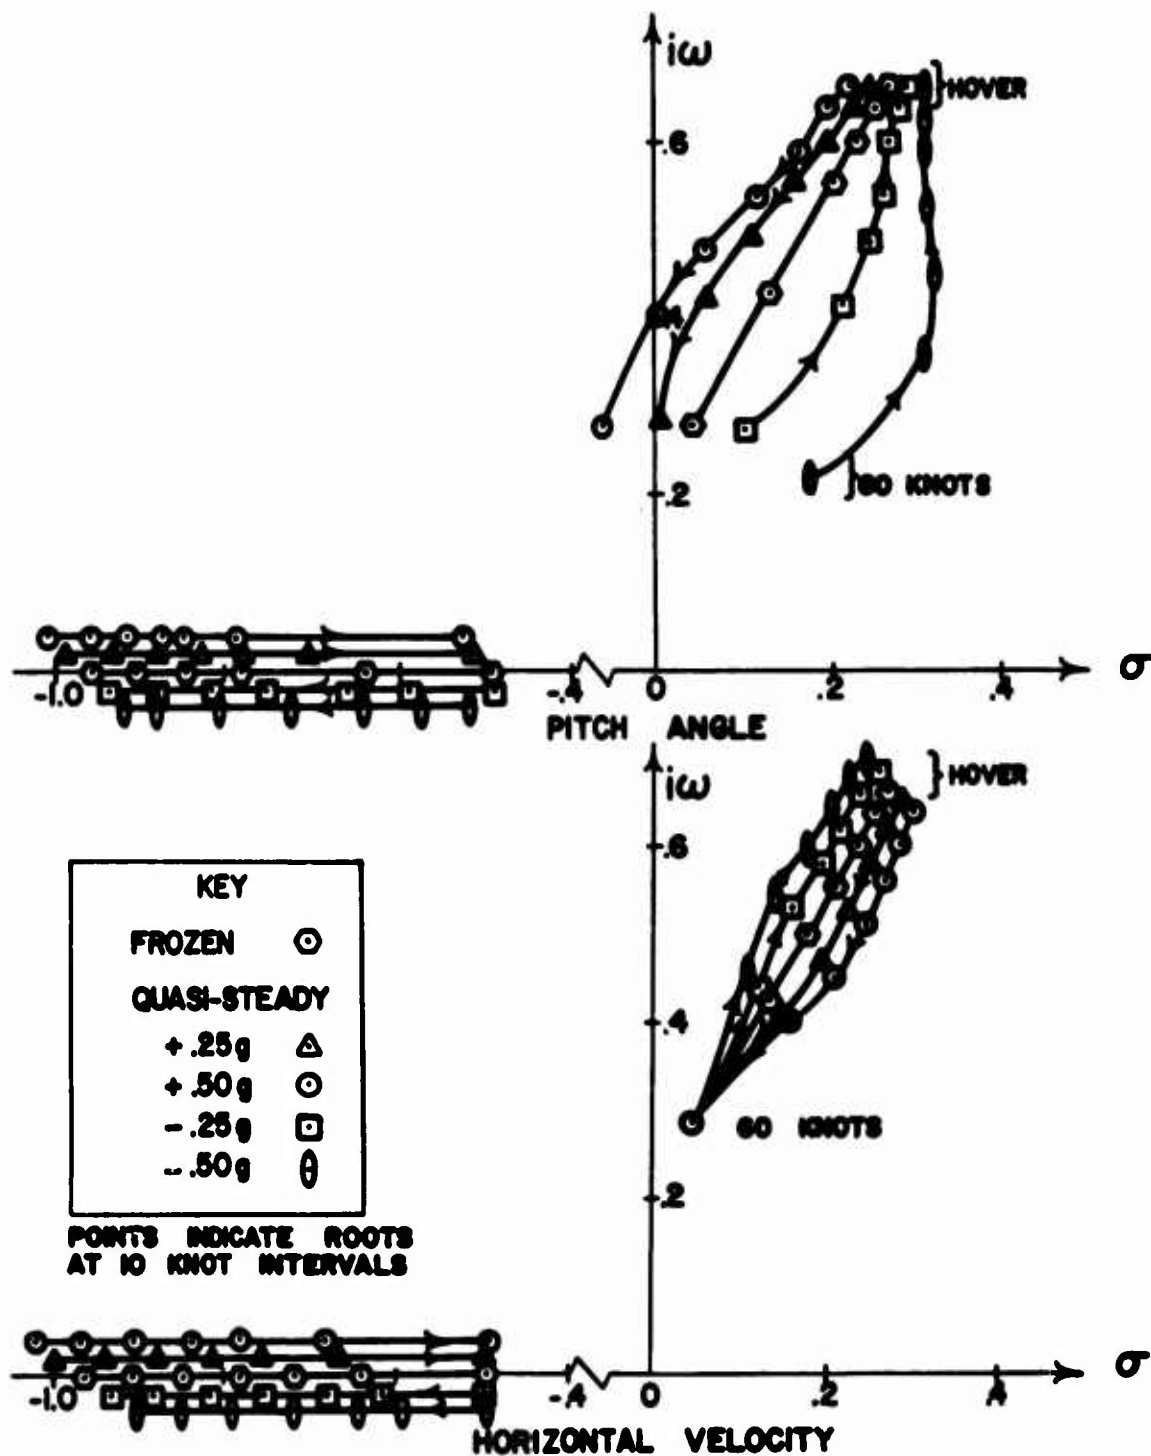 iω
HOVER
.6
.4
60 KNOTS
.2
σ
-1.0
-.4
0
.2
.4
PITCH ANGLE
iω
HOVER
.6
KEY
FROZEN
QUASI-STEADY
+ .25g
+ .50g
- .25g
- .50g
.4
60 KNOTS
.2
POINTS INDICATE ROOTS
AT 10 KNOT INTERVALS
σ
-1.0
-.4
0
.2
.4
HORIZONTAL VELOCITY